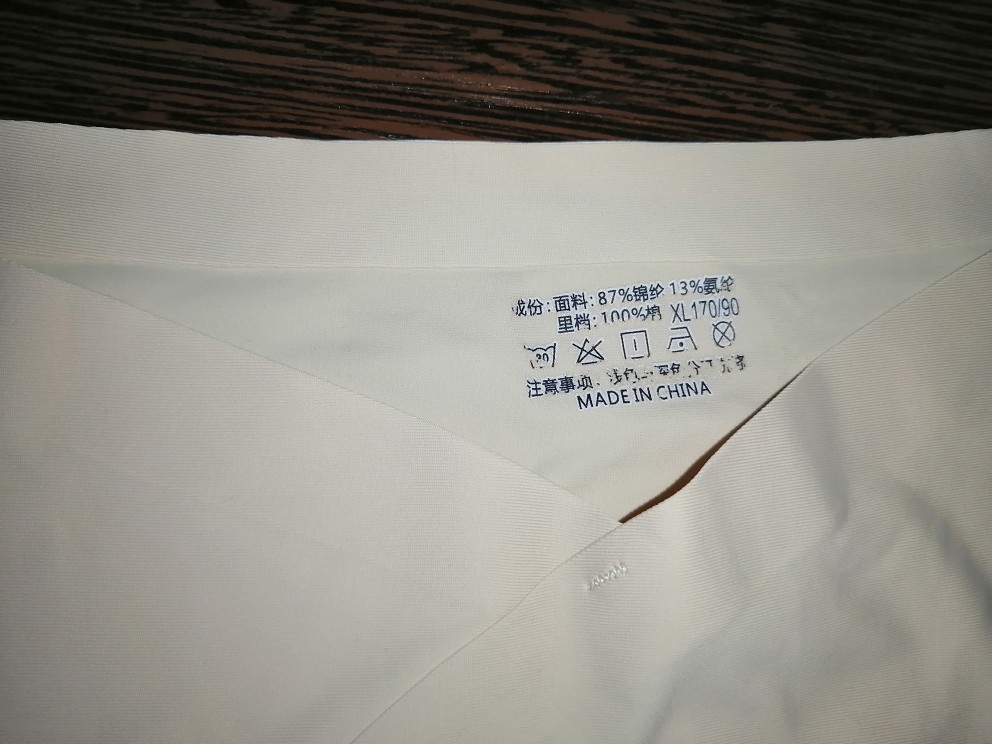 成份: 面料: 87%锦纶 13%氨纶
里档: 100%棉 XL170/90
注意事项:
MADE IN CHINA